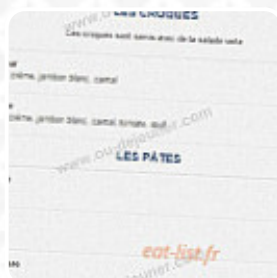 LES CROQUES
Les croques sont servis avec de la salade verte
crème, jambon blanc, cantal
crème, jambon blanc, cantal, tomate, œuf
LES PÂTES
www.ou-dejeuner.com
eat-list.fr